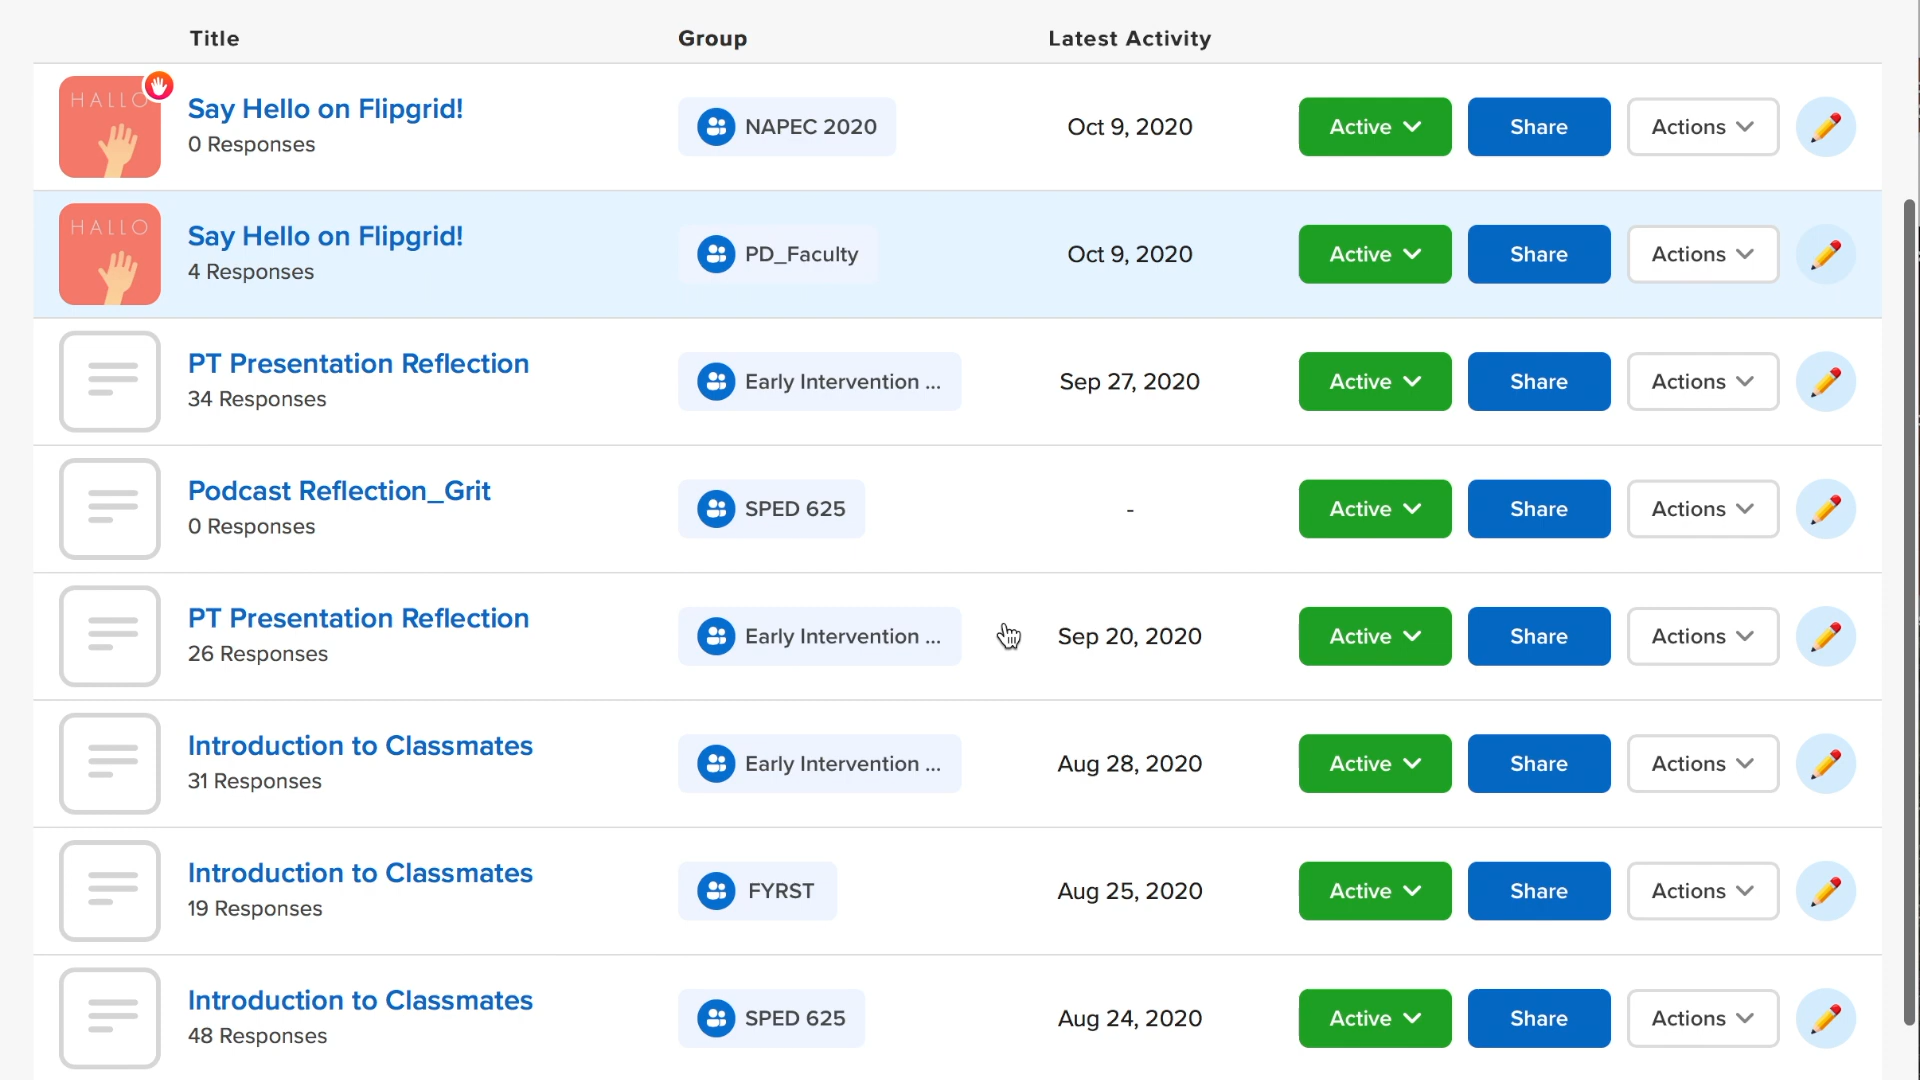 Title Group Latest Activity
HALLO
Say Hello on Flipgrid!
0 Responses
NAPEC 2020
Oct 9, 2020
Active
Share
Actions
HALLO
Say Hello on Flipgrid!
4 Responses
PD_Faculty
Oct 9, 2020
Active
Share
Actions
PT Presentation Reflection
34 Responses
Early Intervention ...
Sep 27, 2020
Active
Share
Actions
Podcast Reflection_Grit
0 Responses
SPED 625
-
Active
Share
Actions
PT Presentation Reflection
26 Responses
Early Intervention ...
Sep 20, 2020
Active
Share
Actions
Introduction to Classmates
31 Responses
Early Intervention ...
Aug 28, 2020
Active
Share
Actions
Introduction to Classmates
19 Responses
FYRST
Aug 25, 2020
Active
Share
Actions
Introduction to Classmates
48 Responses
SPED 625
Aug 24, 2020
Active
Share
Actions